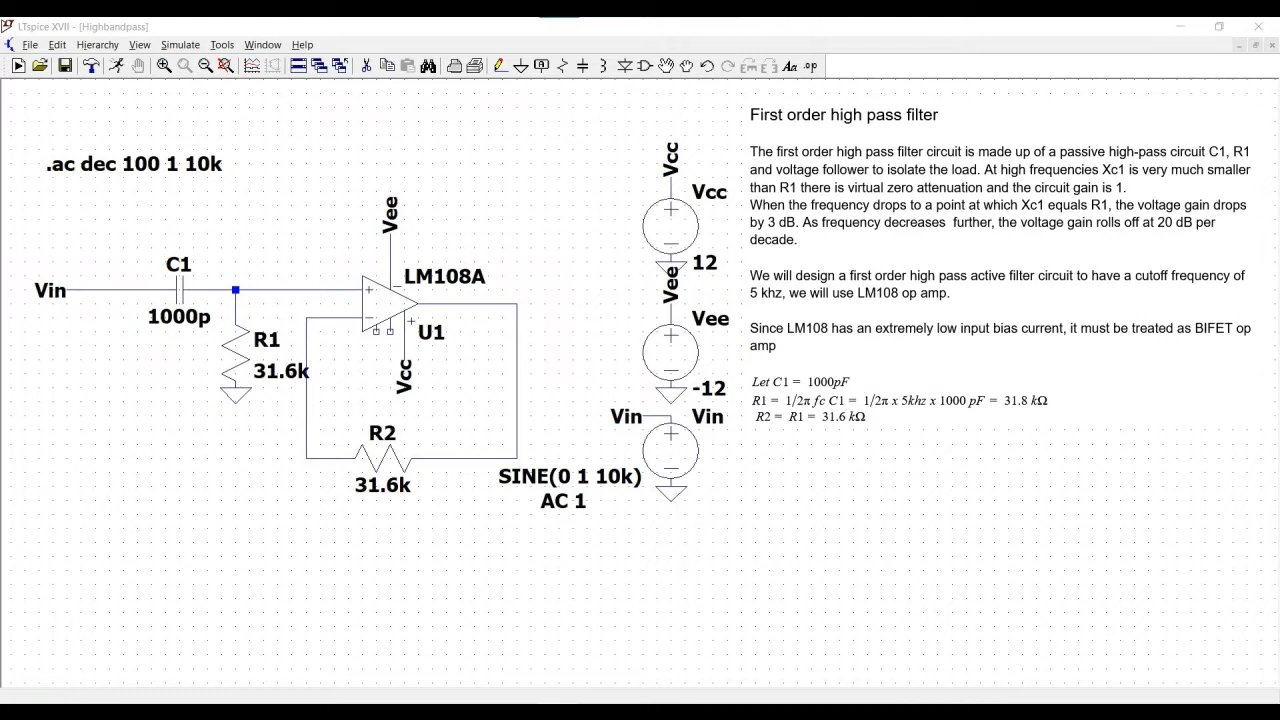 LTspice XVII - [Highbandpass]
File Edit Hierarchy View Simulate Tools Window Help
.op
.ac dec 100 1 10k
Vin
C1
1000p
R1
31.6k
Vee
LM108A
U1
Vcc
R2
31.6k
Vcc
Vcc
12
Vee
Vee
-12
Vin
Vin
SINE(0 1 10k)
AC 1
First order high pass filter
The first order high pass filter circuit is made up of a passive high-pass circuit C1, R1
and voltage follower to isolate the load. At high frequencies Xc1 is very much smaller
than R1 there is virtual zero attenuation and the circuit gain is 1.
When the frequency drops to a point at which Xc1 equals R1, the voltage gain drops
by 3 dB. As frequency decreases further, the voltage gain rolls off at 20 dB per
decade.
We will design a first order high pass active filter circuit to have a cutoff frequency of
5 khz, we will use LM108 op amp.
Since LM108 has an extremely low input bias current, it must be treated as BIFET op
amp
Let C1 = 1000pF
R1 = 1/2π fc C1 = 1/2π x 5khz x 1000 pF = 31.8 kΩ
R2 = R1 = 31.6 kΩ